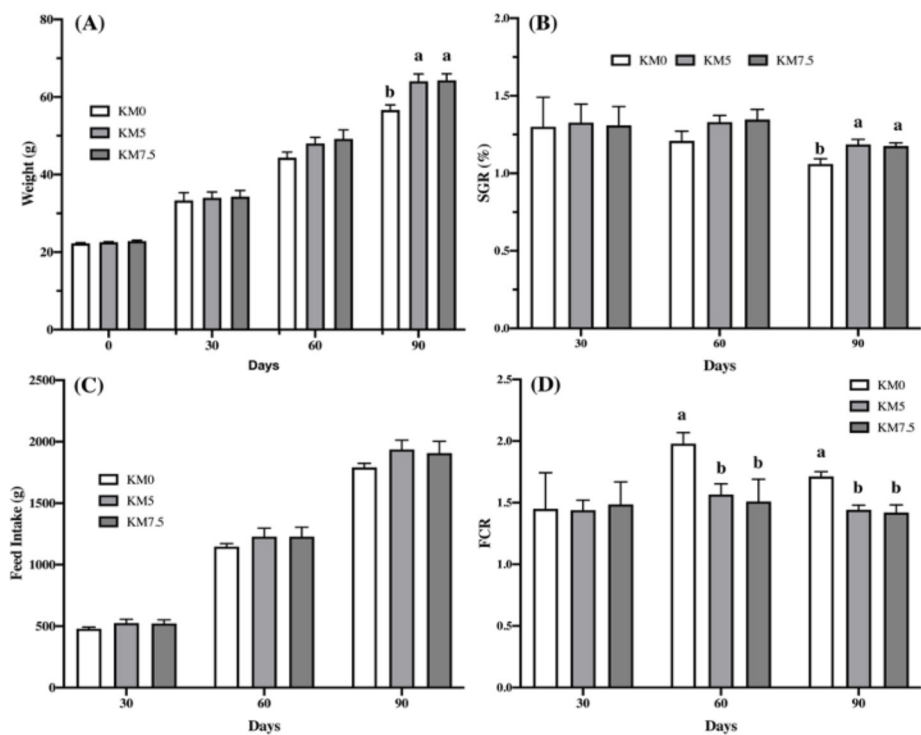 (A)
Weight (g)
80
60
40
20
0
KM0
KM5
KM7.5
b
a
a
0
30
60
90
Days
(B)
SGR (%)
2.0
1.5
1.0
0.5
0.0
KM0
KM5
KM7.5
b
a
a
30
60
90
Days
(C)
Feed Intake (g)
2500
2000
1500
1000
500
0
KM0
KM5
KM7.5
30
60
90
Days
(D)
FCR
2.5
2.0
1.5
1.0
0.5
0.0
KM0
KM5
KM7.5
a
b
b
a
b
b
30
60
90
Days